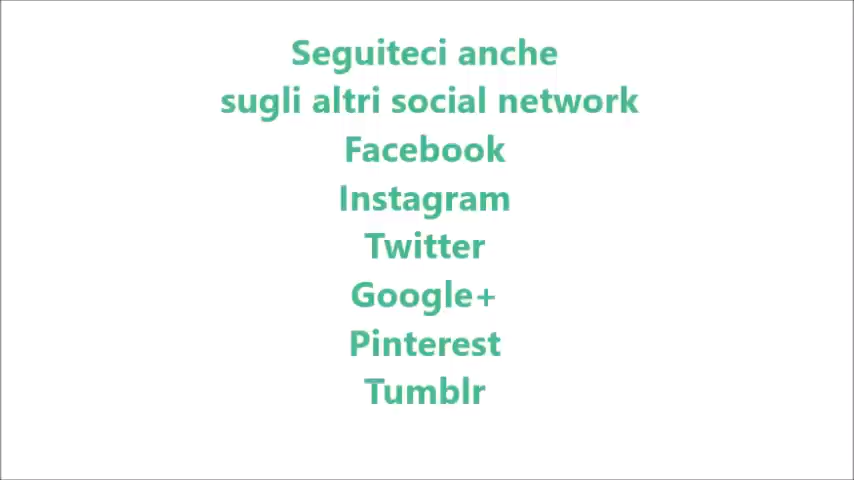 Seguiteci anche
sugli altri social network
Facebook
Instagram
Twitter
Google+
Pinterest
Tumblr